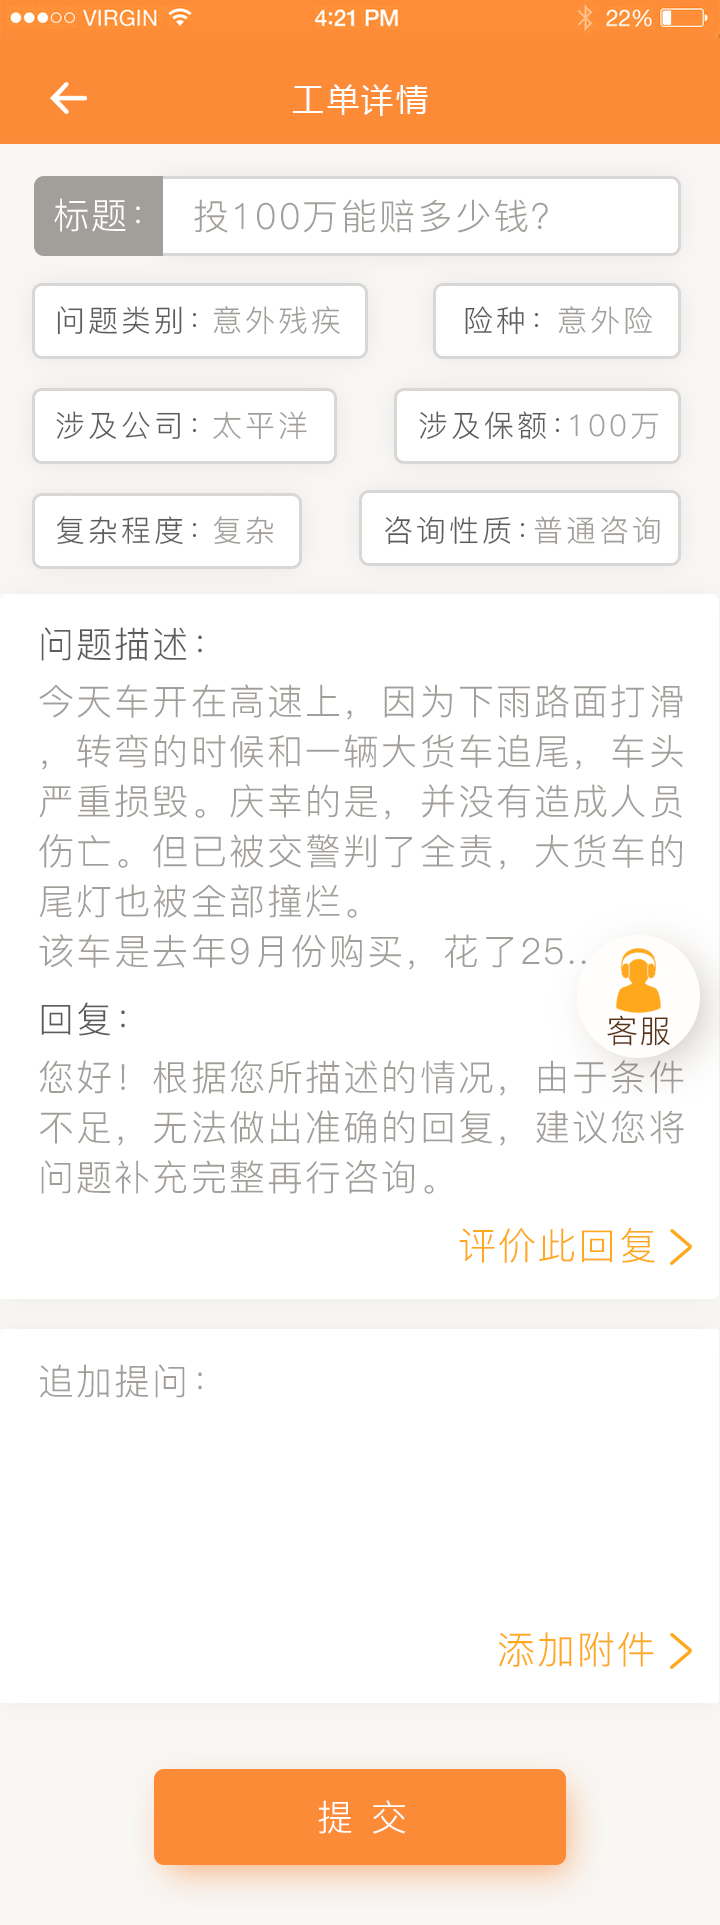 VIRGIN 4:21 PM 22%
工单详情
标题： 投100万能赔多少钱？
问题类别：意外残疾 险种：意外险
涉及公司：太平洋 涉及保额：100万
复杂程度：复杂 咨询性质：普通咨询
问题描述：
今天车开在高速上，因为下雨路面打滑
，转弯的时候和一辆大货车追尾，车头
严重损毁。庆幸的是，并没有造成人员
伤亡。但已被交警判了全责，大货车的
尾灯也被全部撞烂。
该车是去年9月份购买，花了25..
客服
回复：
您好！根据您所描述的情况，由于条件
不足，无法做出准确的回复，建议您将
问题补充完整再行咨询。
评价此回复
追加提问：
添加附件
提 交